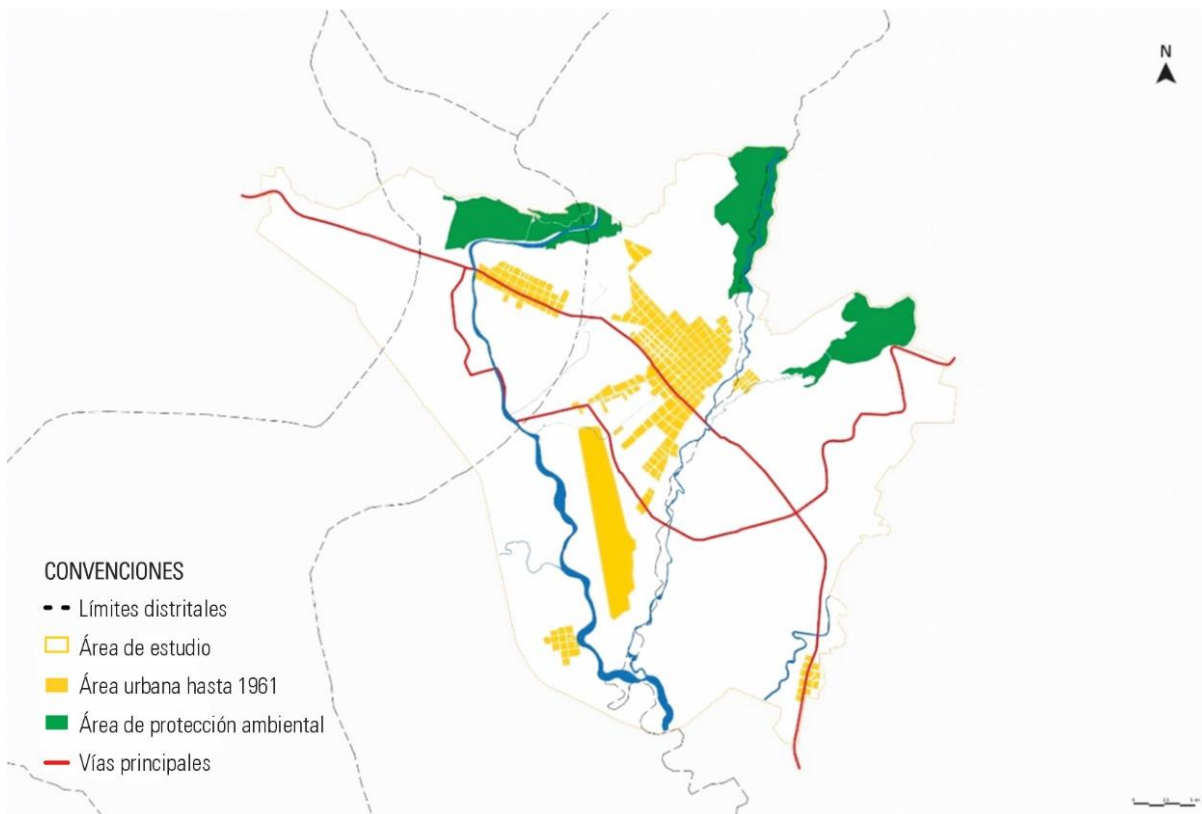 N
CONVENCIONES
Límites distritales
Área de estudio
Área urbana hasta 1961
Área de protección ambiental
Vías principales